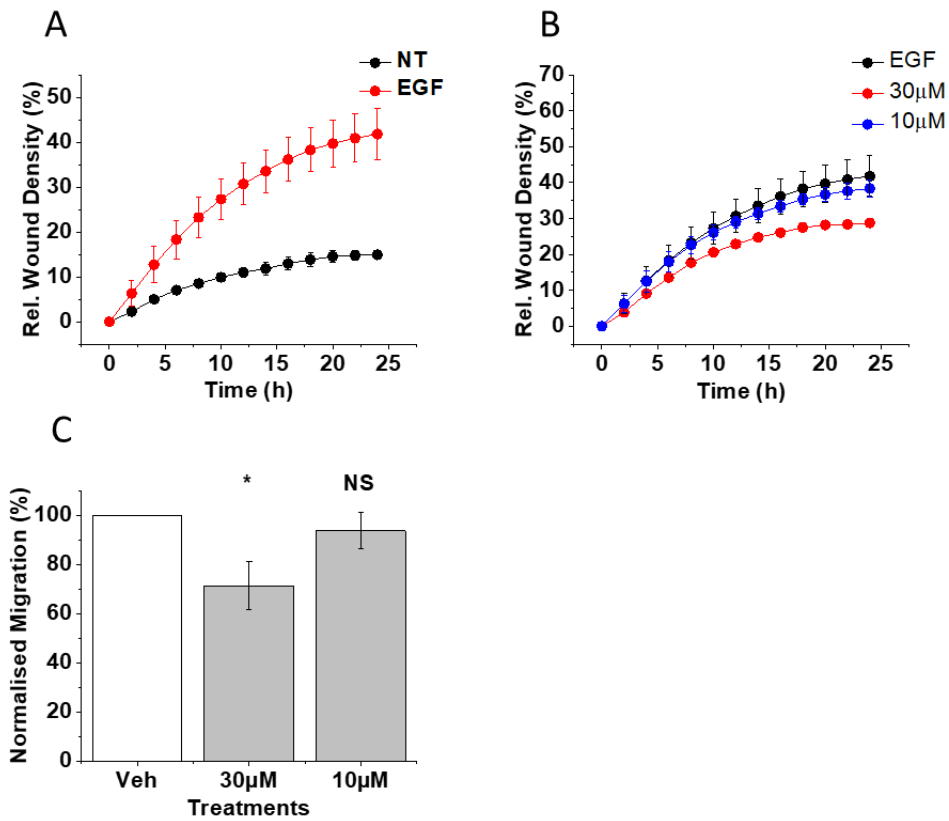 A
NT
EGF
Rel. Wound Density (%)
50
40
30
20
10
0
0 5 10 15 20 25
Time (h)
B
EGF
30µM
10µM
Rel. Wound Density (%)
70
60
50
40
30
20
10
0
0 5 10 15 20 25
Time (h)
C
Normalised Migration (%)
100
80
60
40
20
0
*
NS
Veh 30µM 10µM
Treatments